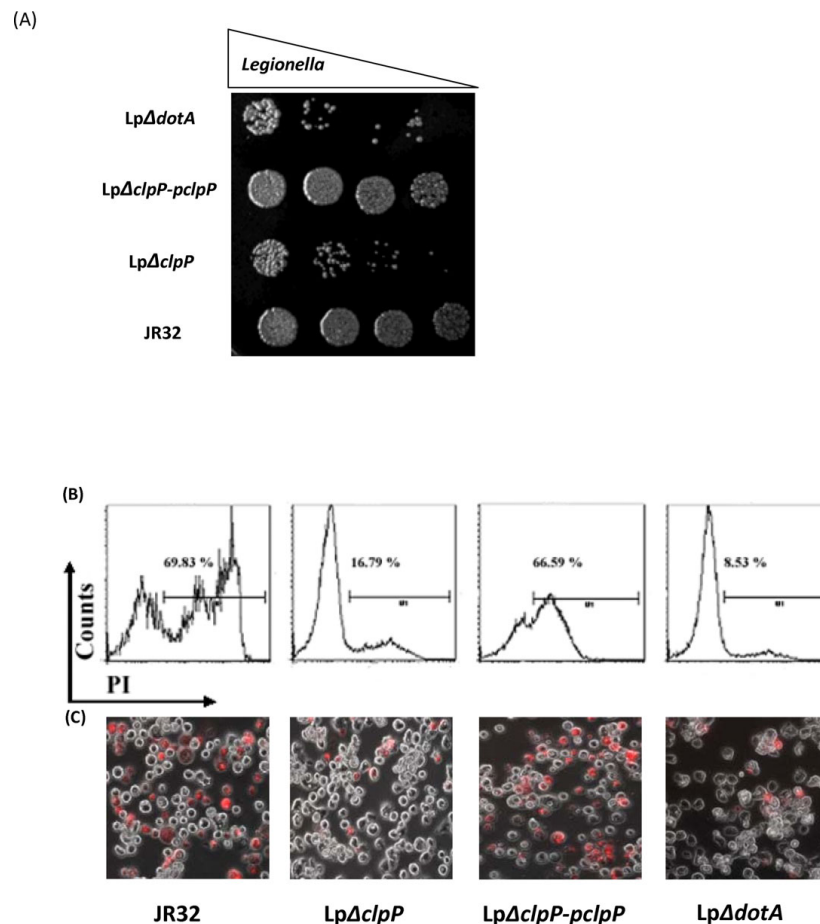 (A)
Legionella
LpΔdotA
LpΔclpP-pclpP
LpΔclpP
JR32
(B)
69.83 %
16.79 %
66.59 %
8.53 %
Counts
PI
(C)
JR32
LpΔclpP
LpΔclpP-pclpP
LpΔdotA